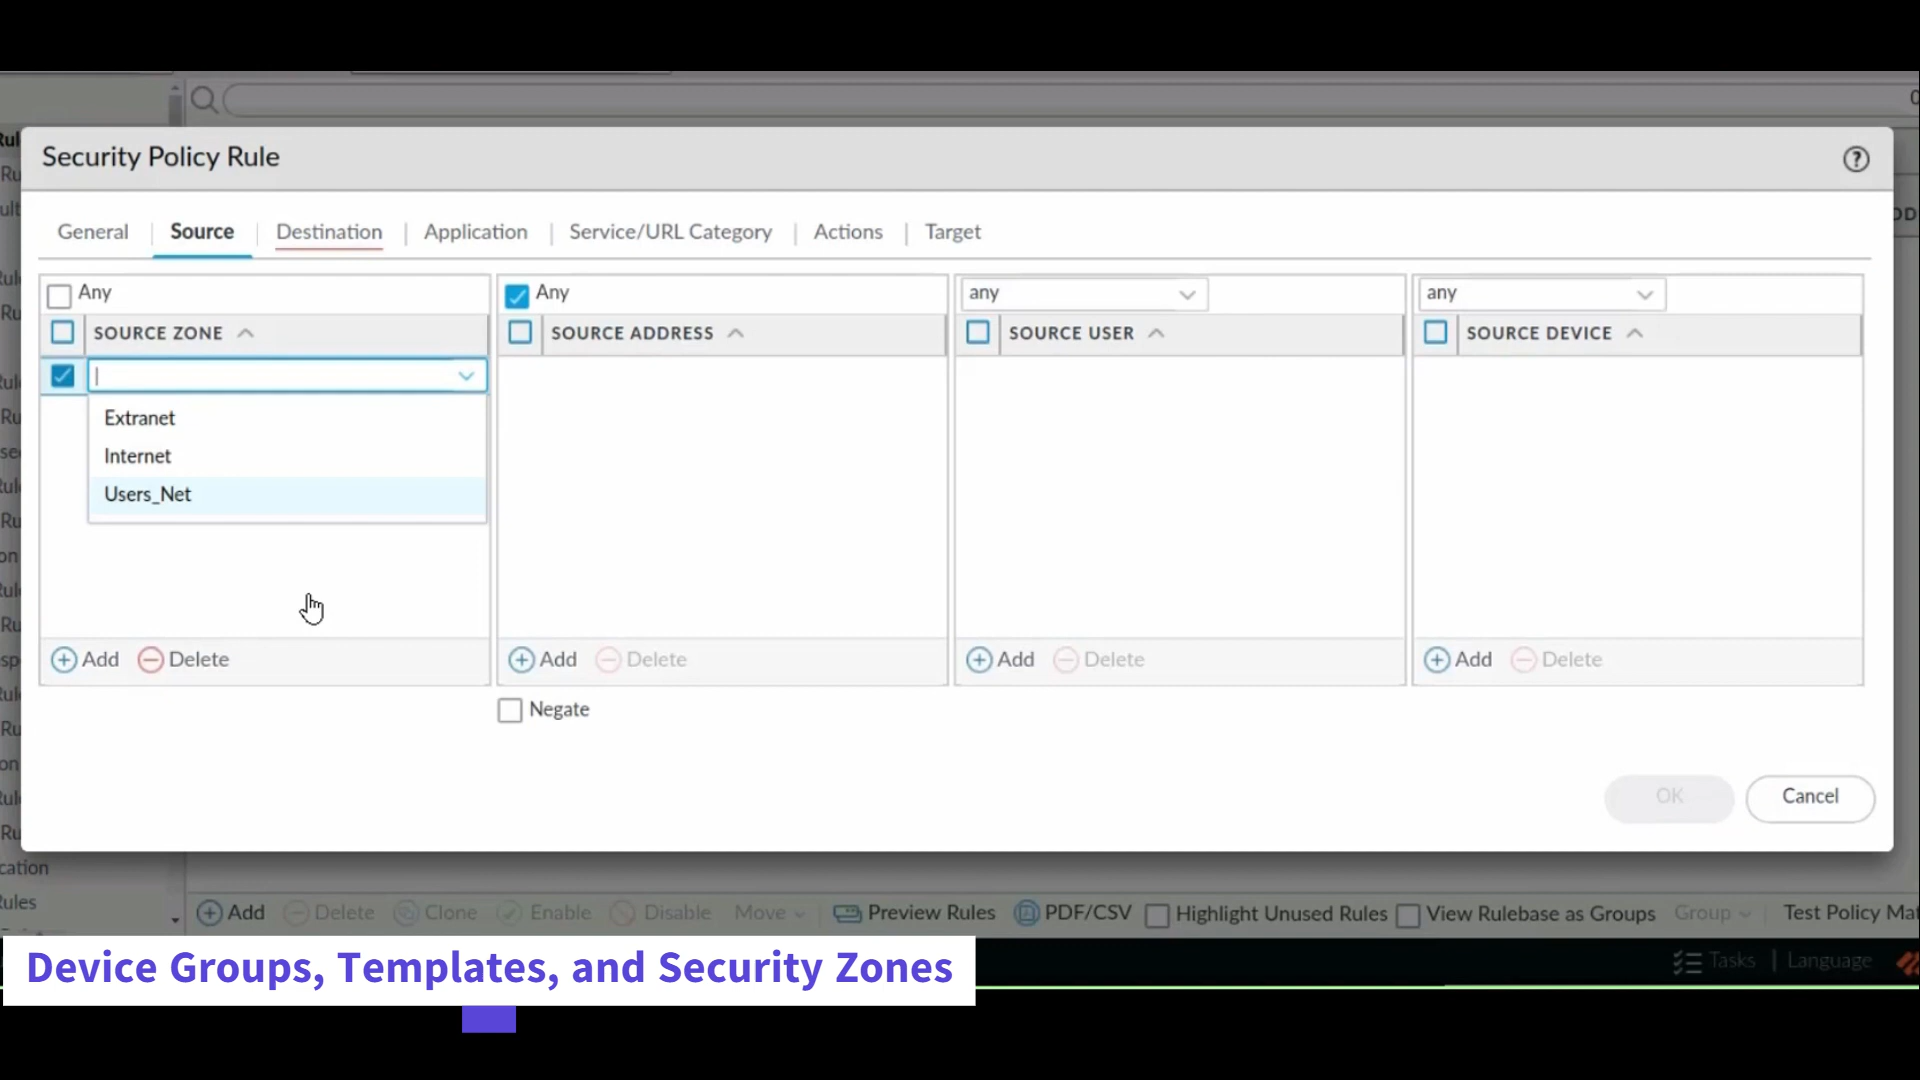 Security Policy Rule
General
Source
Destination
Application
Service/URL Category
Actions
Target
Any
Any
any
any
SOURCE ZONE
SOURCE ADDRESS
SOURCE USER
SOURCE DEVICE
Extranet
Internet
Users_Net
Add
Delete
Add
Delete
Add
Delete
Add
Delete
Negate
OK
Cancel
Add
Delete
Clone
Enable
Disable
Move
Preview Rules
PDF/CSV
Highlight Unused Rules
View Rulebase as Groups
Group
Test Policy Mat
Tasks
Language
Device Groups, Templates, and Security Zones